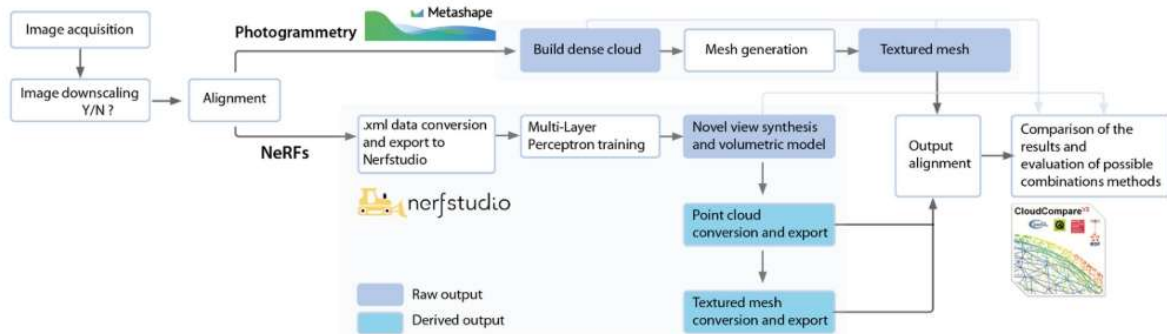 Image acquisition
Image downscaling
Y/N ?
Alignment
Photogrammetry
Metashape
Build dense cloud
Mesh generation
Textured mesh
NeRFs
.xml data conversion
and export to
Nerfstudio
Multi-Layer
Perceptron training
Novel view synthesis
and volumetric model
Output
alignment
Comparison of the
results and
evaluation of possible
combinations methods
nerfstudio
Point cloud
conversion and export
CloudCompare
Raw output
Derived output
Textured mesh
conversion and export